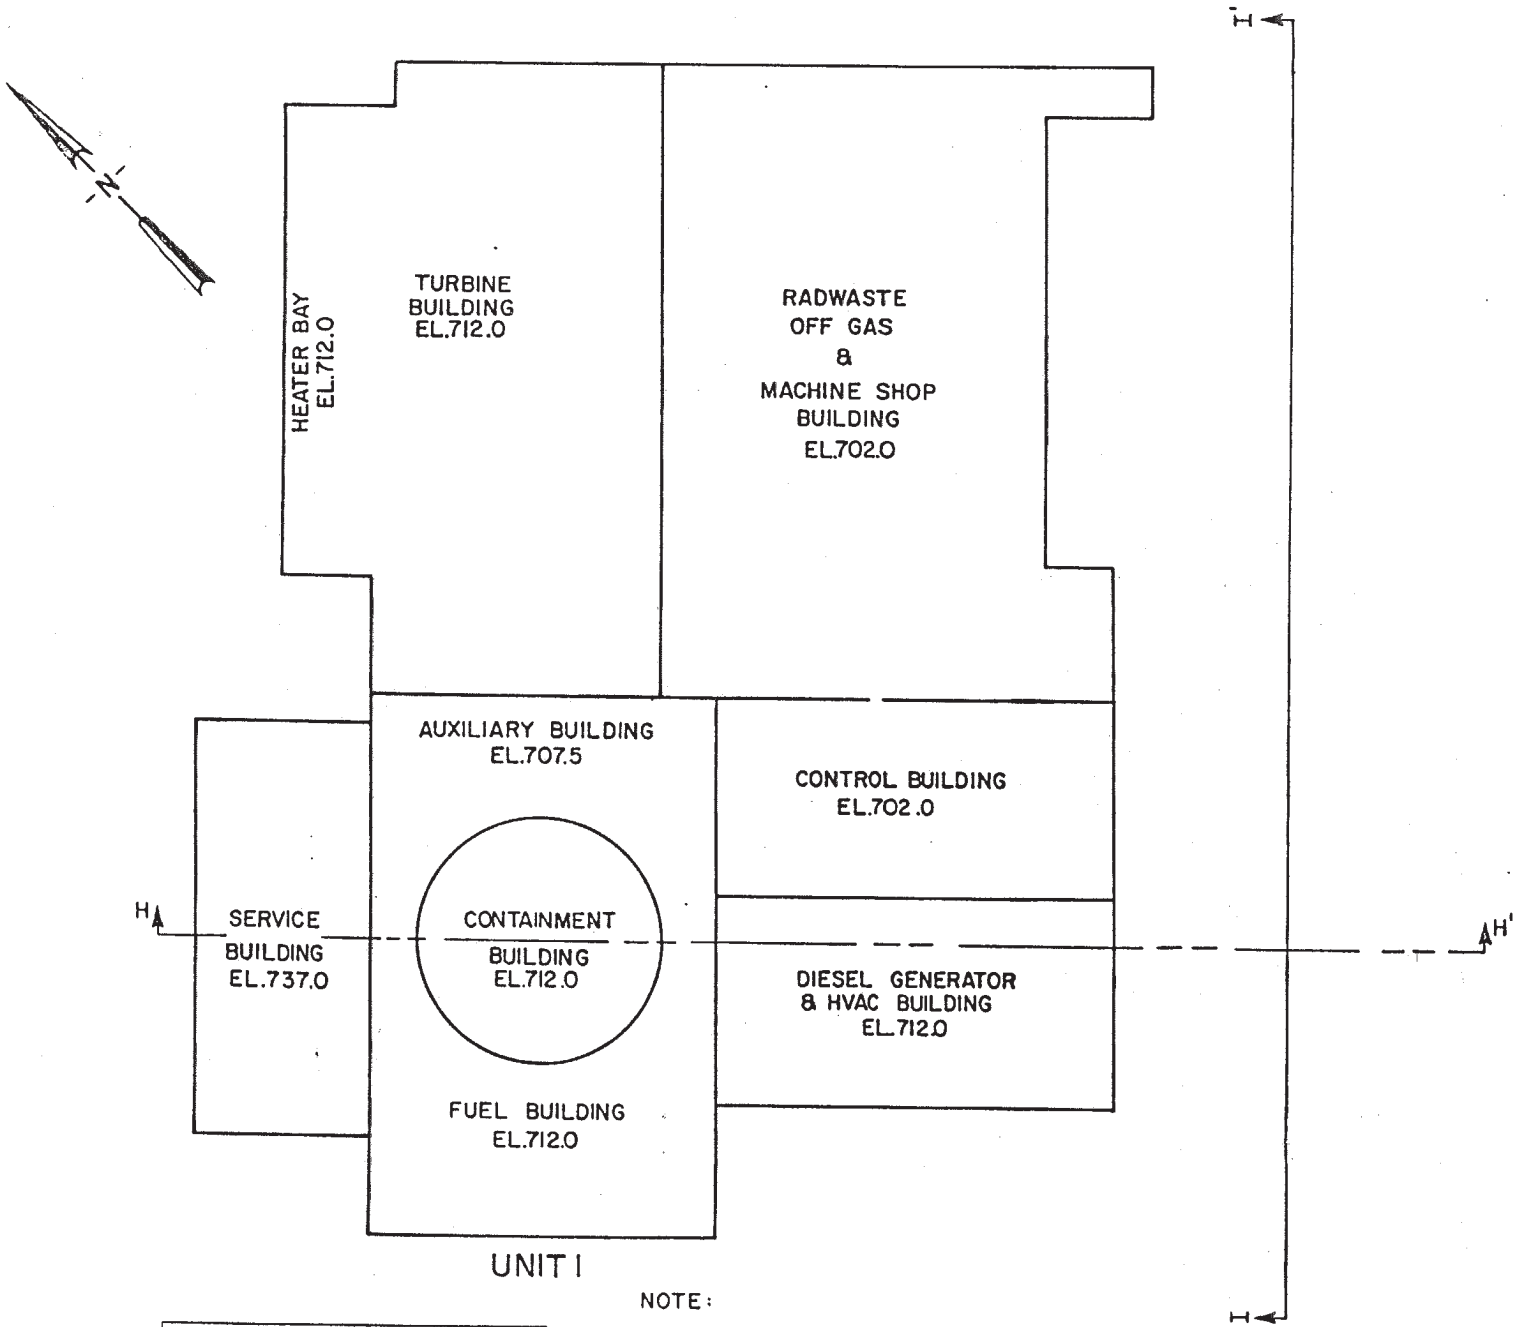 I'
N
TURBINE
BUILDING
EL.712.0
HEATER BAY
EL.712.0
RADWASTE
OFF GAS
&
MACHINE SHOP
BUILDING
EL.702.0
AUXILIARY BUILDING
EL.707.5
CONTROL BUILDING
EL.702.0
H
H'
SERVICE
BUILDING
EL.737.0
CONTAINMENT
BUILDING
EL.712.0
DIESEL GENERATOR
& HVAC BUILDING
EL.712.0
FUEL BUILDING
EL.712.0
UNIT I
NOTE:
I